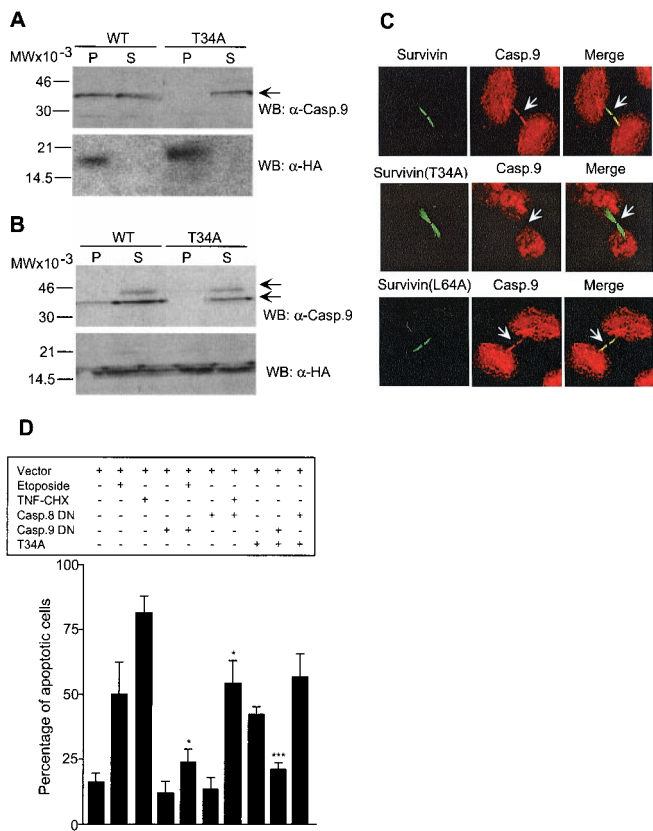 A
WT T34A
MWx10-3 P S P S
46
30
WB: α-Casp.9
21
14.5
WB: α-HA
B
WT T34A
MWx10-3 P S P S
46
30
WB: α-Casp.9
21
14.5
WB: α-HA
C
Survivin Casp.9 Merge
Survivin(T34A) Casp.9 Merge
Survivin(L64A) Casp.9 Merge
D
Vector + + + + + + + + + +
Etoposide - + - - + - - - - -
TNF-CHX - - + - - - + - - -
Casp.8 DN - - - - - + + - - +
Casp.9 DN - - - + + - - - + -
T34A - - - - - - - + + +
Percentage of apoptotic cells
100
75
50
25
0
* * ***